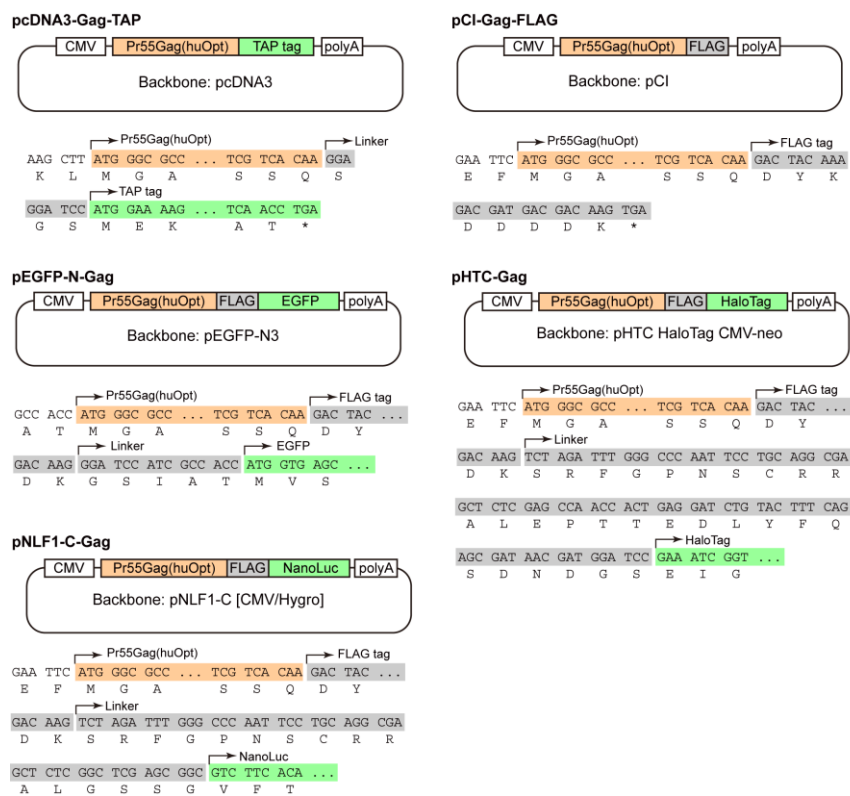 pcDNA3-Gag-TAP
CMV Pr55Gag(huOpt) TAP tag polyA
Backbone: pcDNA3
Pr55Gag(huOpt) Linker
AAG CTT ATG GGC GCC ... TCG TCA CAA GGA
K L M G A S S Q S
TAP tag
GGA TCC ATG GAA AAG ... TCA ACC TGA
G S M E K A T *
pCI-Gag-FLAG
CMV Pr55Gag(huOpt) FLAG polyA
Backbone: pCI
Pr55Gag(huOpt) FLAG tag
GAA TTC ATG GGC GCC ... TCG TCA CAA GAC TAC AAA
E F M G A S S Q D Y K
GAC GAT GAC GAC AAG TGA
D D D D K *
pEGFP-N-Gag
CMV Pr55Gag(huOpt) FLAG EGFP polyA
Backbone: pEGFP-N3
Pr55Gag(huOpt) FLAG tag
GCC ACC ATG GGC GCC ... TCG TCA CAA GAC TAC ...
A T M G A S S Q D Y
Linker EGFP
GAC AAG GGA TCC ATC GCC ACC ATG GTG AGC ...
D K G S I A T M V S
pHTC-Gag
CMV Pr55Gag(huOpt) FLAG HaloTag polyA
Backbone: pHTC HaloTag CMV-neo
Pr55Gag(huOpt) FLAG tag
GAA TTC ATG GGC GCC ... TCG TCA CAA GAC TAC ...
E F M G A S S Q D Y
Linker
GAC AAG TCT AGA TTT GGG CCC AAT TCC TGC AGG CGA
D K S R F G P N S C R R
GCT CTC GAG CCA ACC ACT GAG GAT CTG TAC TTT CAG
A L E P T T E D L Y F Q
HaloTag
AGC GAT AAC GAT GGA TCC GAA ATC GGT ...
S D N D G S E I G
pNLF1-C-Gag
CMV Pr55Gag(huOpt) FLAG NanoLuc polyA
Backbone: pNLF1-C [CMV/Hygro]
Pr55Gag(huOpt) FLAG tag
GAA TTC ATG GGC GCC ... TCG TCA CAA GAC TAC ...
E F M G A S S Q D Y
Linker
GAC AAG TCT AGA TTT GGG CCC AAT TCC TGC AGG CGA
D K S R F G P N S C R R
NanoLuc
GCT CTC GGC TCG AGC GGC GTC TTC ACA ...
A L G S S G V F T